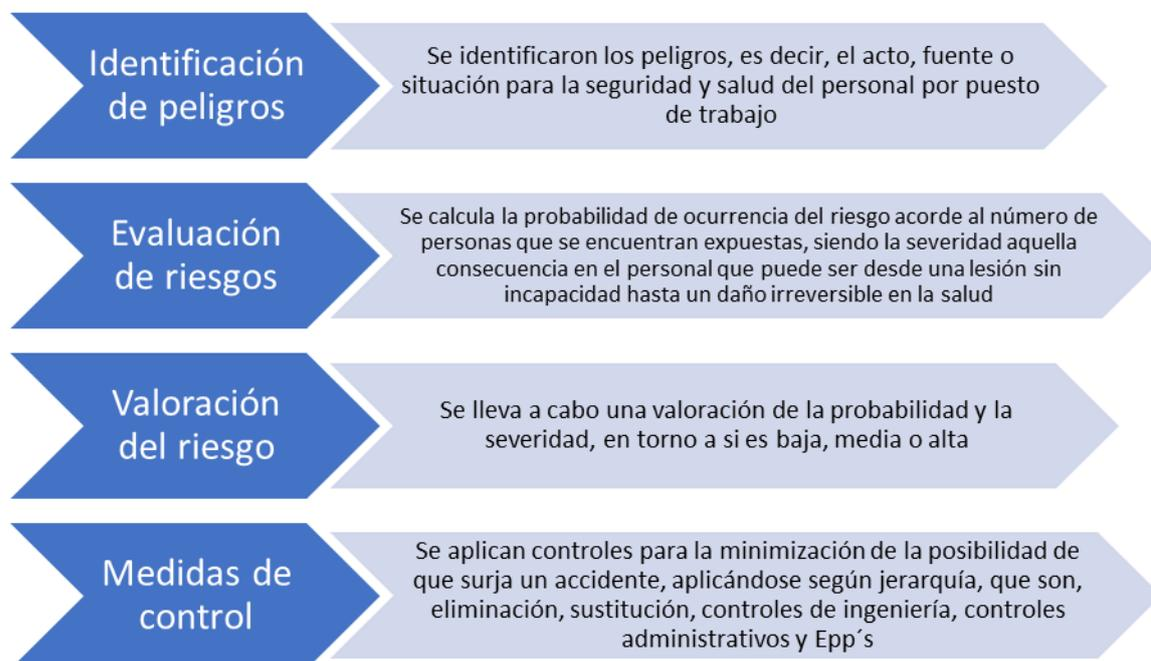 Identificación
de peligros
Se identificaron los peligros, es decir, el acto, fuente o
situación para la seguridad y salud del personal por puesto
de trabajo
Evaluación
de riesgos
Se calcula la probabilidad de ocurrencia del riesgo acorde al número de
personas que se encuentran expuestas, siendo la severidad aquella
consecuencia en el personal que puede ser desde una lesión sin
incapacidad hasta un daño irreversible en la salud
Valoración
del riesgo
Se lleva a cabo una valoración de la probabilidad y la
severidad, en torno a si es baja, media o alta
Medidas de
control
Se aplican controles para la minimización de la posibilidad de
que surja un accidente, aplicándose según jerarquía, que son,
eliminación, sustitución, controles de ingeniería, controles
administrativos y Epp´s